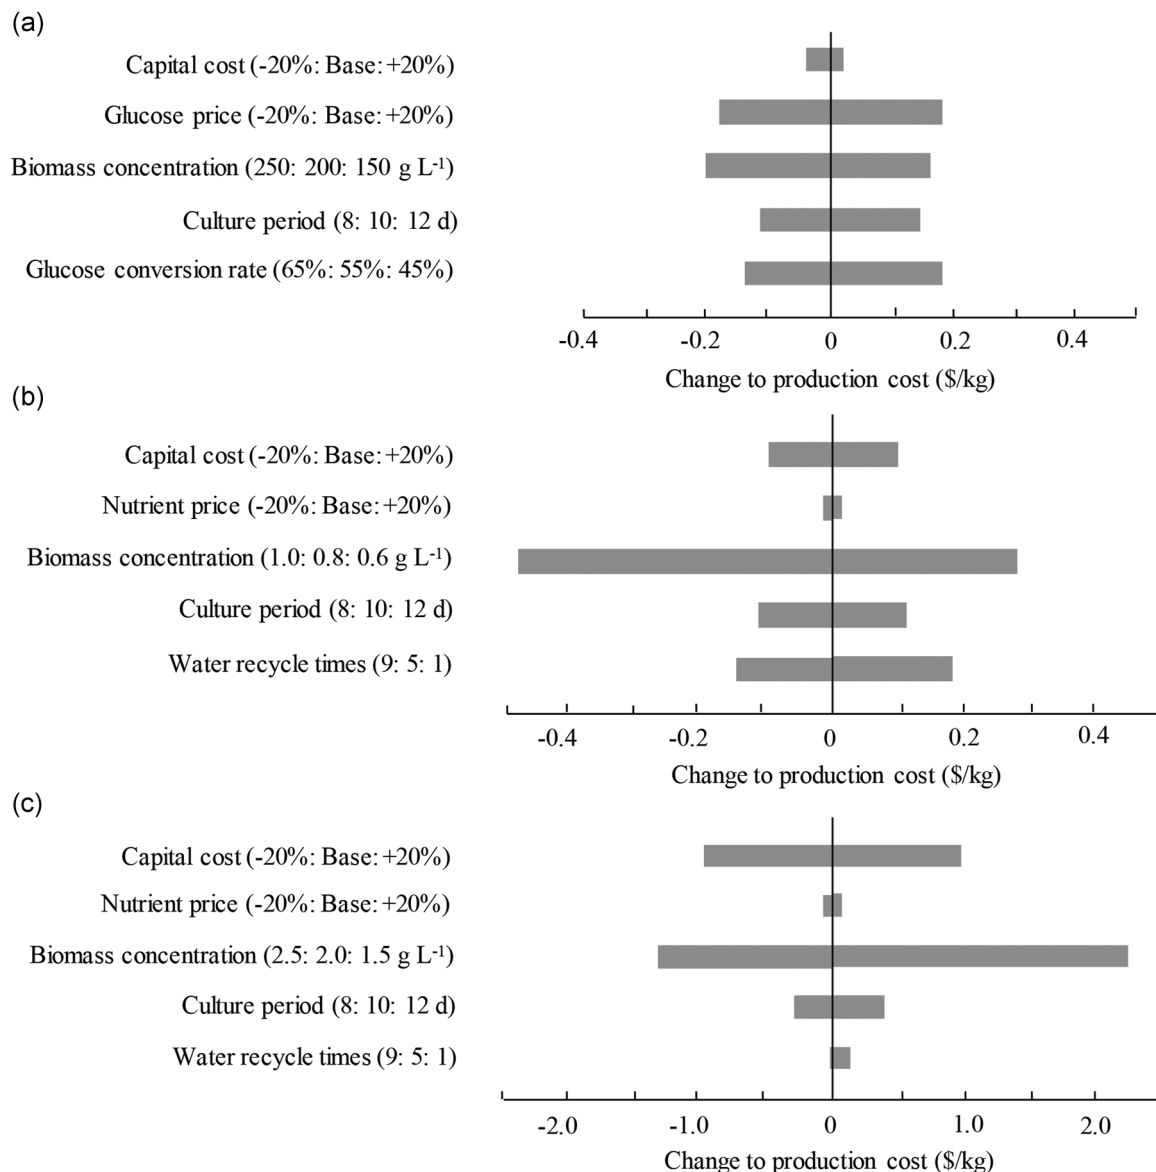 (a)
Capital cost (-20%: Base: +20%)
Glucose price (-20%: Base: +20%)
Biomass concentration (250: 200: 150 g L-1)
Culture period (8: 10: 12 d)
Glucose conversion rate (65%: 55%: 45%)
-0.4 -0.2 0 0.2 0.4
Change to production cost ($/kg)
(b)
Capital cost (-20%: Base: +20%)
Nutrient price (-20%: Base: +20%)
Biomass concentration (1.0: 0.8: 0.6 g L-1)
Culture period (8: 10: 12 d)
Water recycle times (9: 5: 1)
-0.4 -0.2 0 0.2 0.4
Change to production cost ($/kg)
(c)
Capital cost (-20%: Base: +20%)
Nutrient price (-20%: Base: +20%)
Biomass concentration (2.5: 2.0: 1.5 g L-1)
Culture period (8: 10: 12 d)
Water recycle times (9: 5: 1)
-2.0 -1.0 0 1.0 2.0
Change to production cost ($/kg)